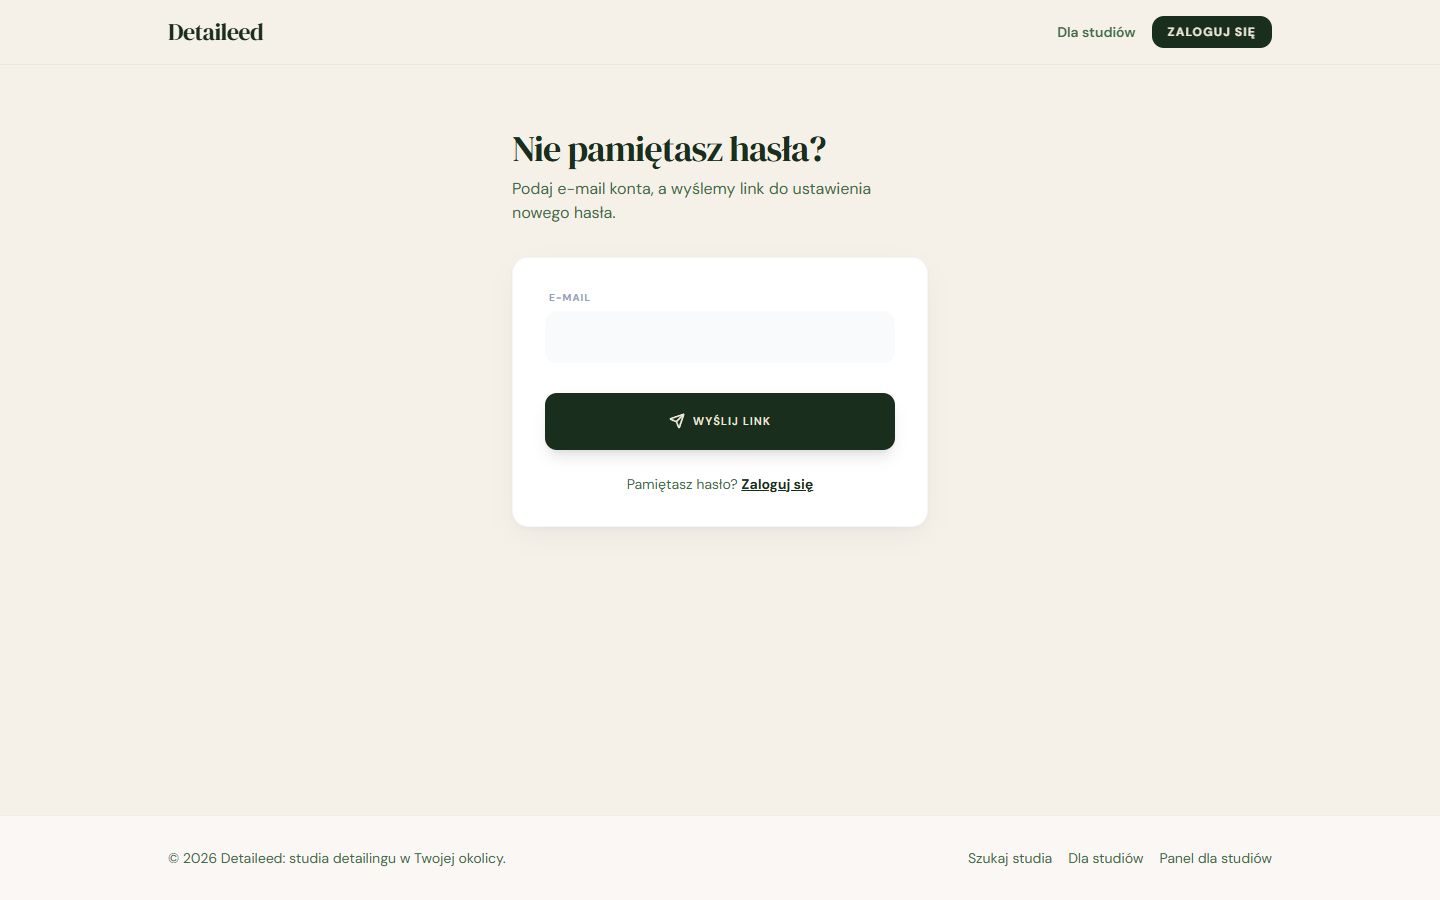 Detaileed
Dla studiów
ZALOGUJ SIĘ
Nie pamiętasz hasła?
Podaj e-mail konta, a wyślemy link do ustawienia
nowego hasła.
E-MAIL
WYŚLIJ LINK
Pamiętasz hasło? Zaloguj się
© 2026 Detaileed: studia detailingu w Twojej okolicy.
Szukaj studia
Dla studiów
Panel dla studiów